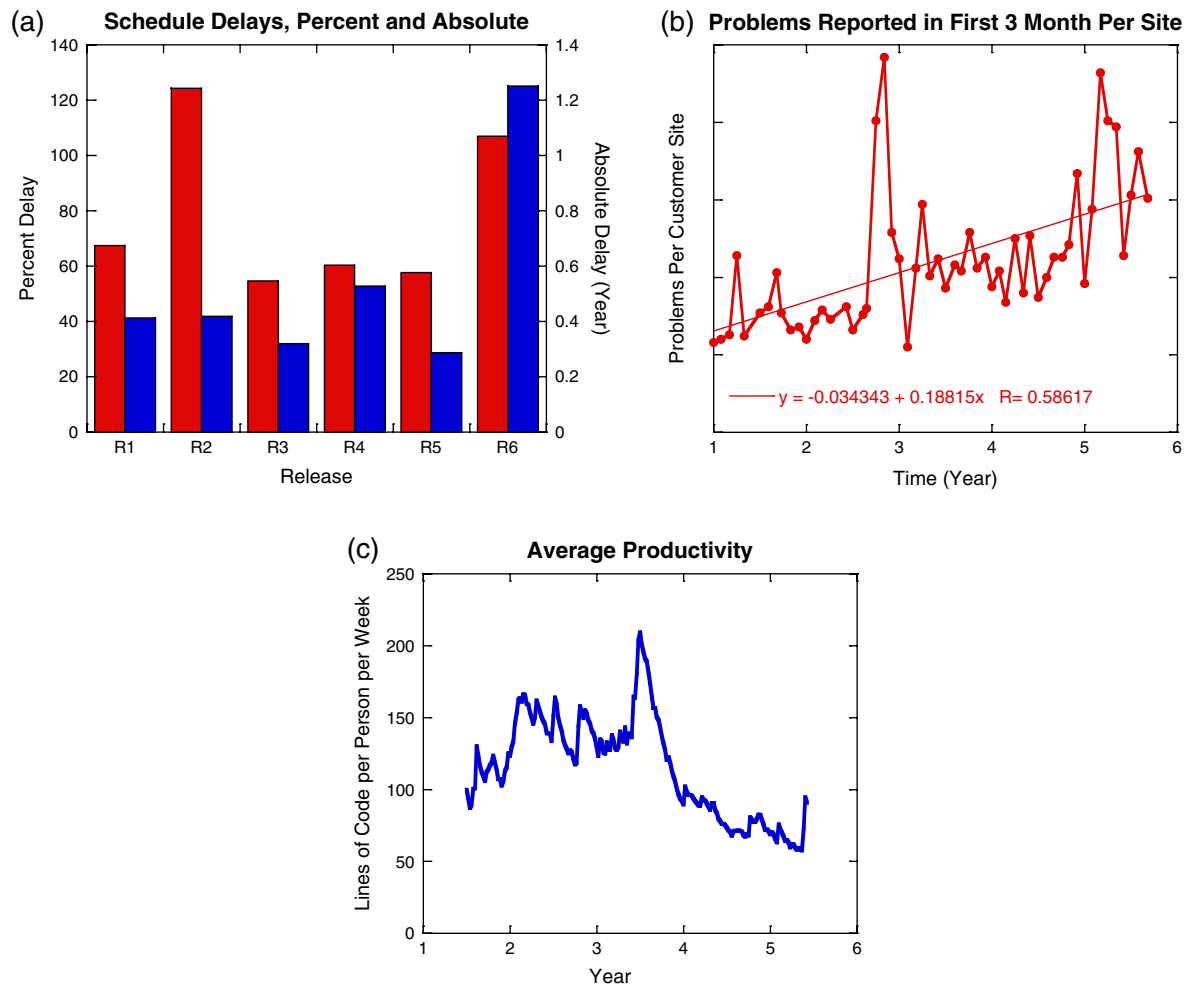 (a)
Schedule Delays, Percent and Absolute
140
120
100
80
60
40
20
0
Percent Delay
1.4
1.2
1
0.8
0.6
0.4
0.2
0
Absolute Delay (Year)
R1 R2 R3 R4 R5 R6
Release
(b)
Problems Reported in First 3 Month Per Site
Problems Per Customer Site
y = -0.034343 + 0.18815x R= 0.58617
1 2 3 4 5 6
Time (Year)
(c)
Average Productivity
250
200
150
100
50
0
Lines of Code per Person per Week
1 2 3 4 5 6
Year